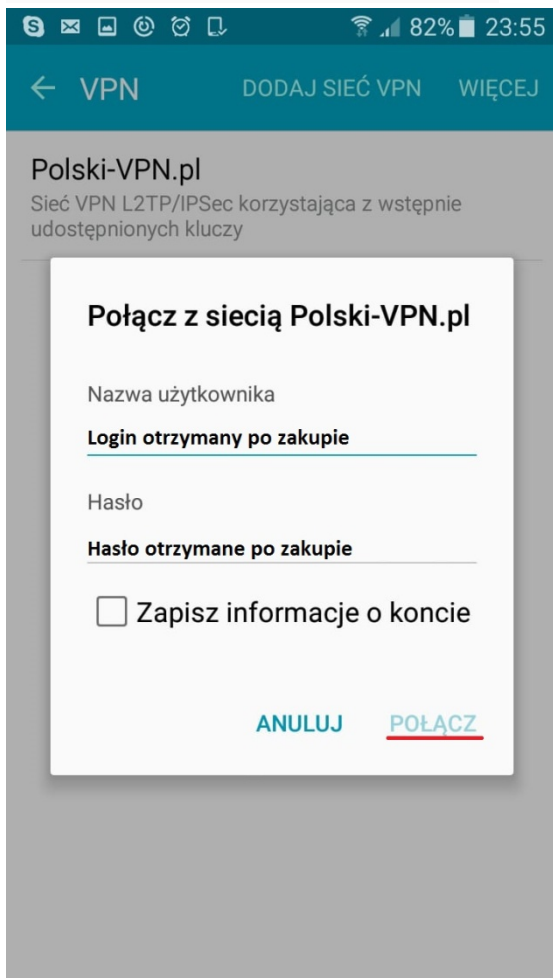 82% 23:55
VPN DODAJ SIEĆ VPN WIĘCEJ
Polski-VPN.pl
Sieć VPN L2TP/IPSec korzystająca z wstępnie
udostępnionych kluczy
Połącz z siecią Polski-VPN.pl
Nazwa użytkownika
Login otrzymany po zakupie
Hasło
Hasło otrzymane po zakupie
Zapisz informacje o koncie
ANULUJ POŁĄCZ